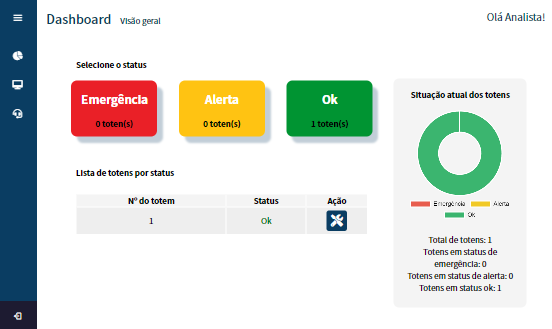 Dashboard Visão geral
Olá Analista!
Selecione o status
Emergência
0 toten(s)
Alerta
0 toten(s)
Ok
1 toten(s)
Lista de totens por status
Nº do totem Status Ação
1 Ok
Situação atual dos totens
Emergência Alerta
Ok
Total de totens: 1
Totens em status de
emergência: 0
Totens em status de alerta: 0
Totens em status ok: 1